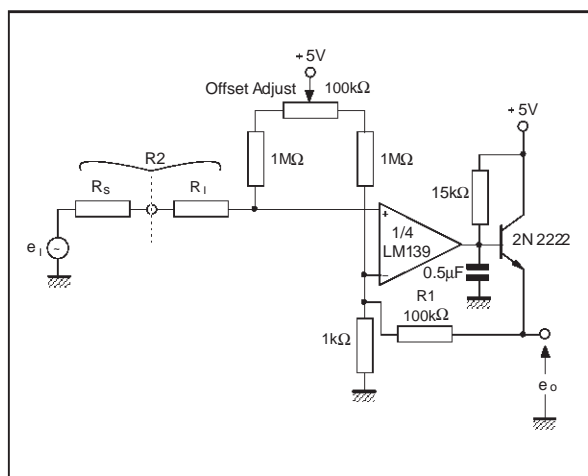 +5V
Offset Adjust
100kΩ
+5V
R2
1MΩ
1MΩ
Rs
RI
15kΩ
+
1/4
LM139
2N2222
eI
0.5μF
−
R1
100kΩ
1kΩ
eo